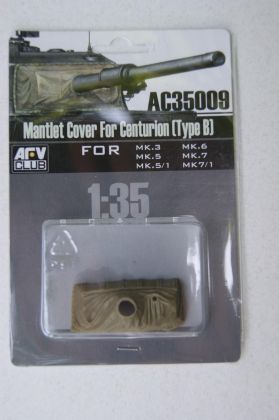 AC35009
Mantlet Cover For Centurion (Type B)
AFV
CLUB
FOR
MK.3 MK.6
MK.5 MK.7
MK.5/1 MK7/1
1:35